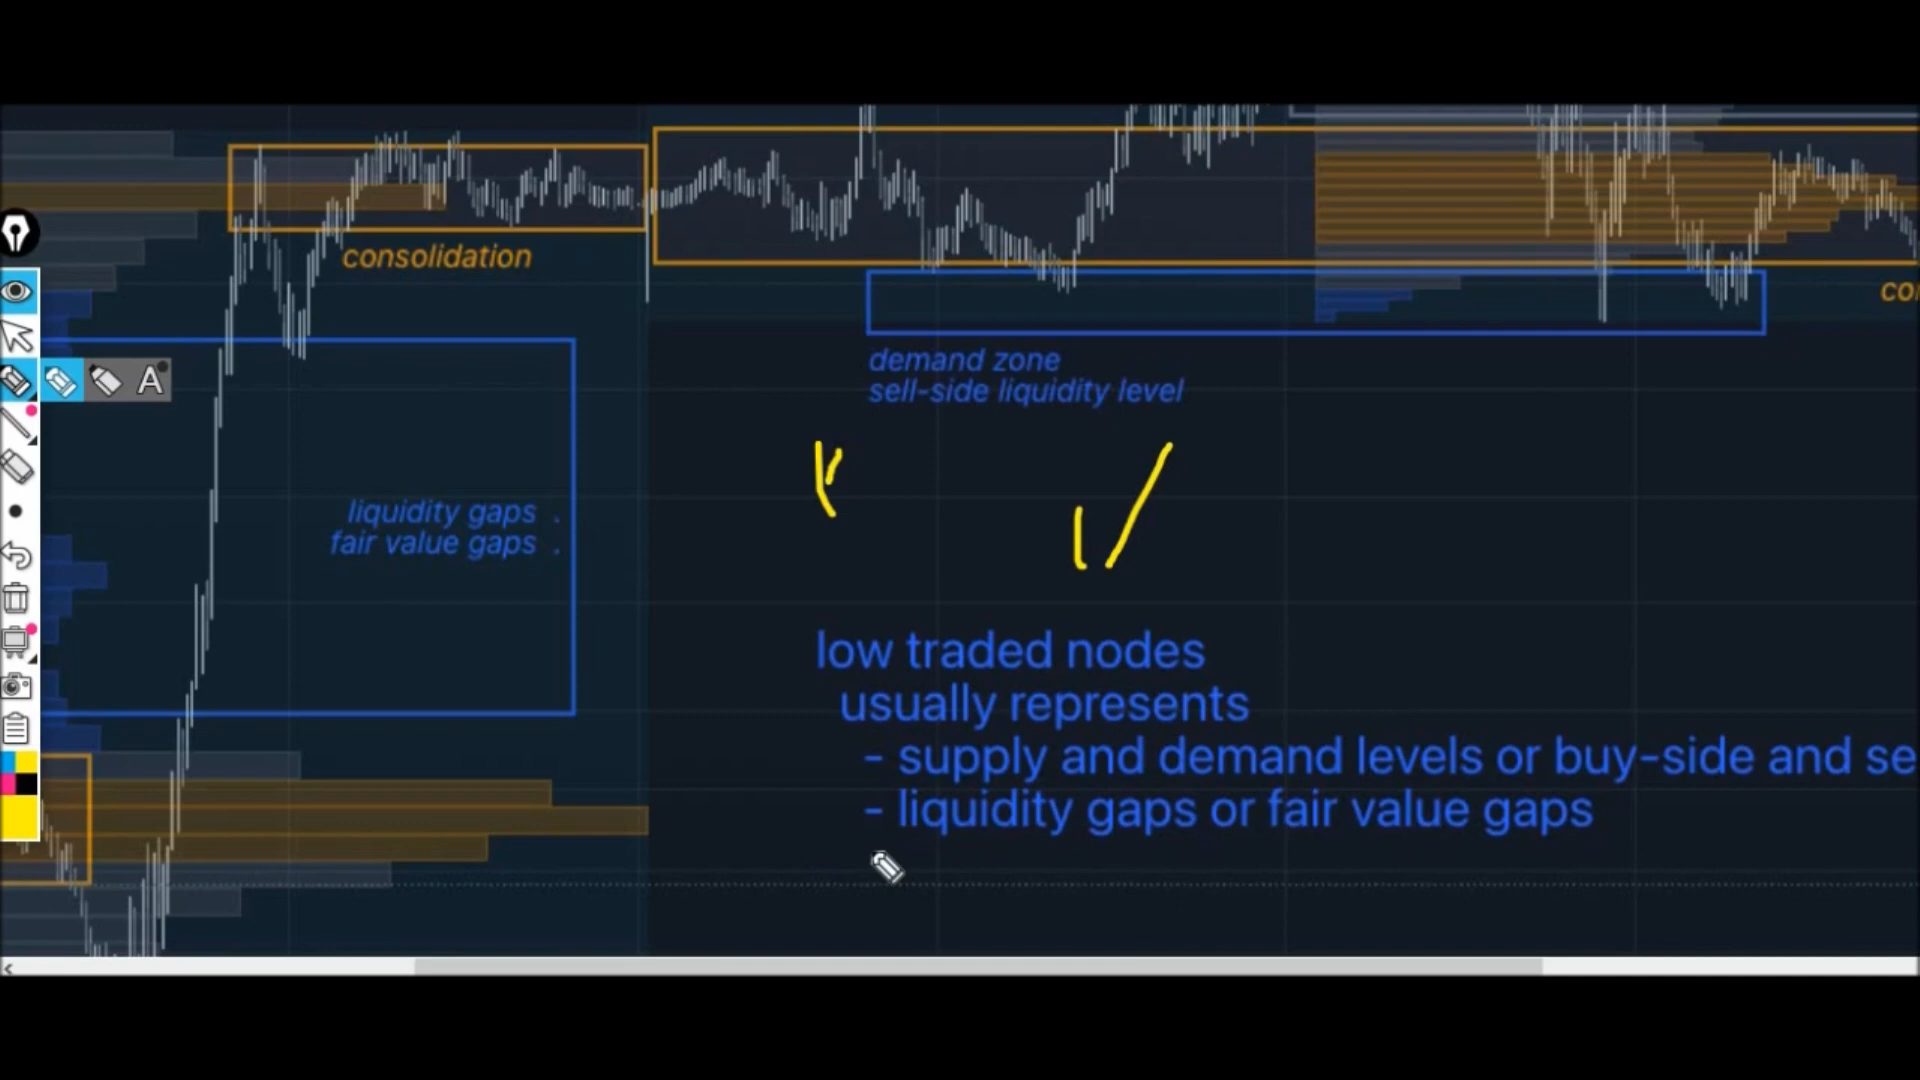 consolidation
demand zone
sell-side liquidity level
liquidity gaps .
fair value gaps .
low traded nodes
usually represents
- supply and demand levels or buy-side and se
- liquidity gaps or fair value gaps
A